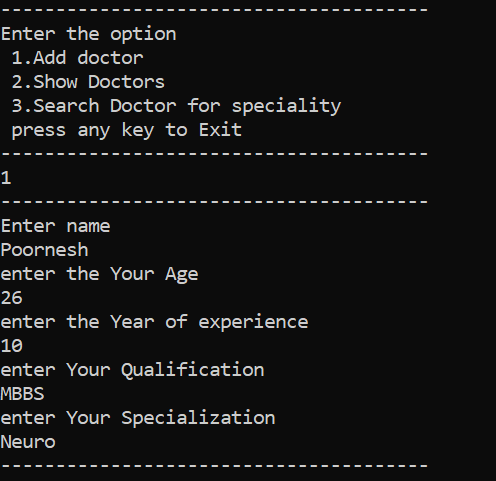 ---------------------------------------
Enter the option
 1.Add doctor
 2.Show Doctors
 3.Search Doctor for speciality
 press any key to Exit
---------------------------------------
1
---------------------------------------
Enter name
Poornesh
enter the Your Age
26
enter the Year of experience
10
enter Your Qualification
MBBS
enter Your Specialization
Neuro
---------------------------------------